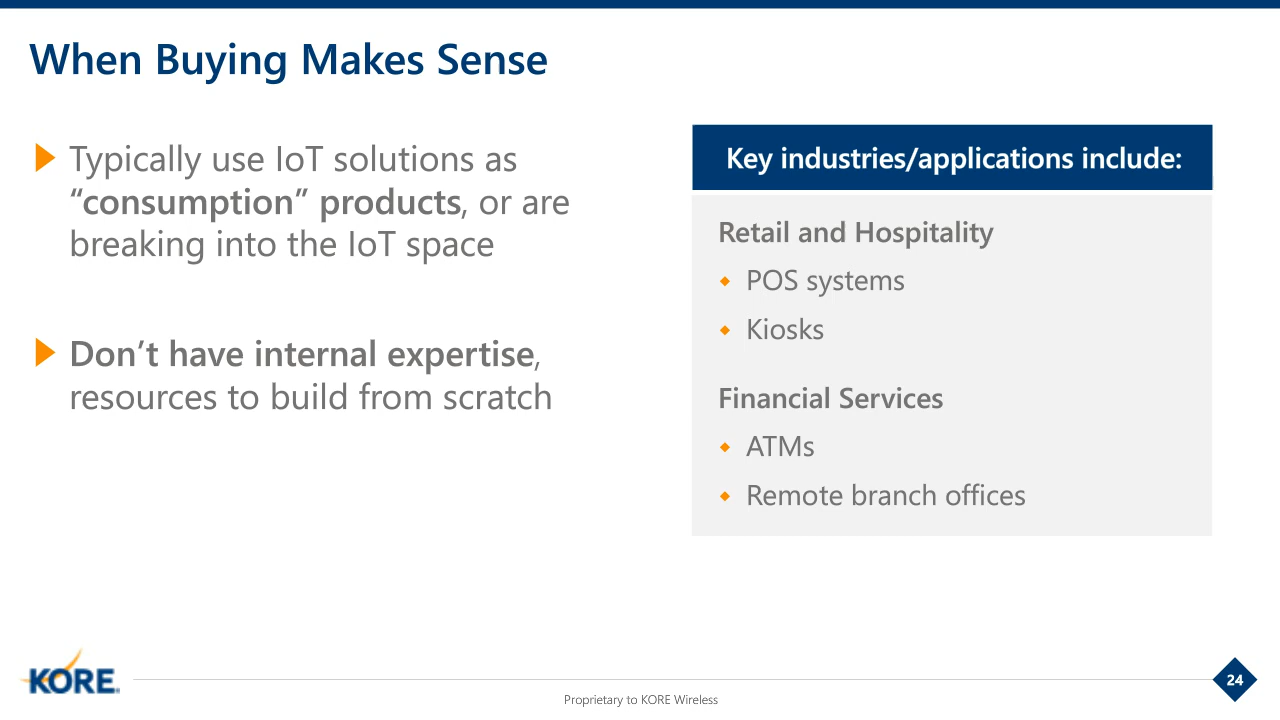 When Buying Makes Sense
Typically use IoT solutions as
“consumption” products, or are
breaking into the IoT space
Don’t have internal expertise,
resources to build from scratch
Key industries/applications include:
Retail and Hospitality
POS systems
Kiosks
Financial Services
ATMs
Remote branch offices
KORE
Proprietary to KORE Wireless
24